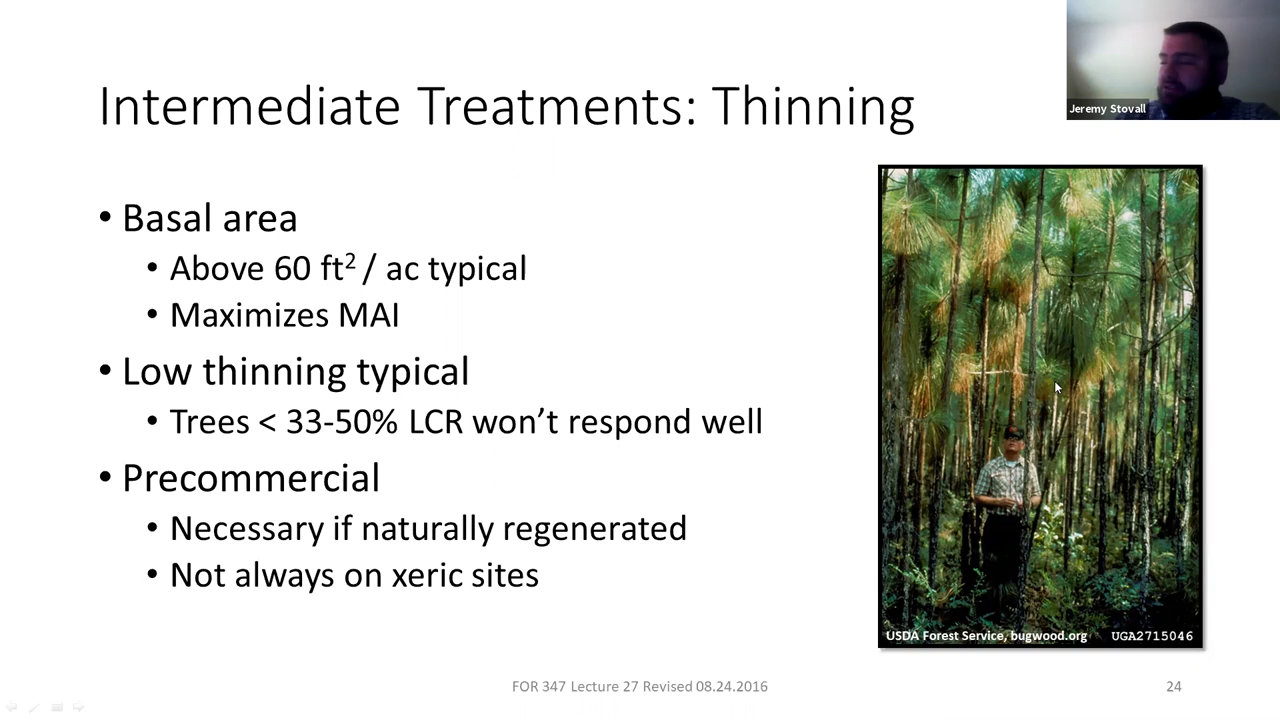 Intermediate Treatments: Thinning
Jeremy Stovall
• Basal area
• Above 60 ft² / ac typical
• Maximizes MAI
• Low thinning typical
• Trees < 33-50% LCR won’t respond well
• Precommercial
• Necessary if naturally regenerated
• Not always on xeric sites
USDA Forest Service, bugwood.org UGA2715046
FOR 347 Lecture 27 Revised 08.24.2016
24